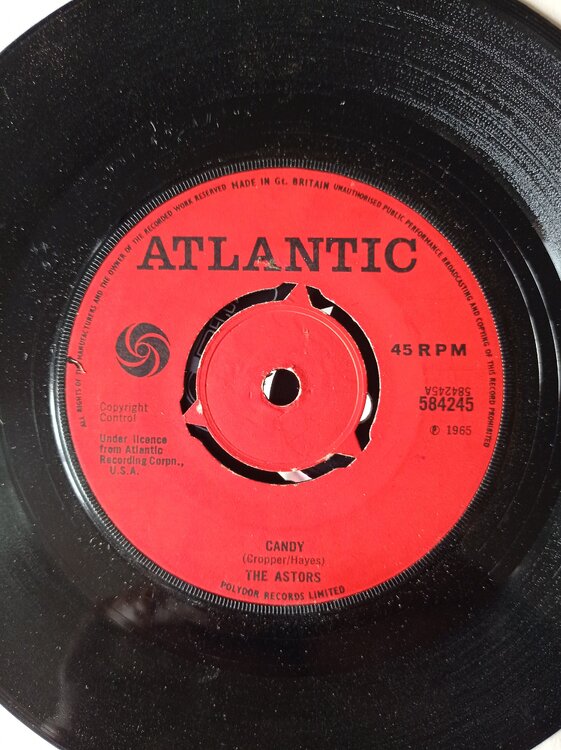 ALL RIGHTS OF THE MANUFACTURERS AND THE OWNER OF THE RECORDED WORK RESERVED MADE IN Gt. BRITAIN UNAUTHORISED PUBLIC PERFORMANCE BROADCASTING AND COPYING OF THIS RECORD PROHIBITED
ATLANTIC
45 RPM
584245A
584245
℗ 1965
Copyright
Control
Under licence
from Atlantic
Recording Corpn.,
U.S.A.
CANDY
(Cropper/Hayes)
THE ASTORS
POLYDOR RECORDS LIMITED